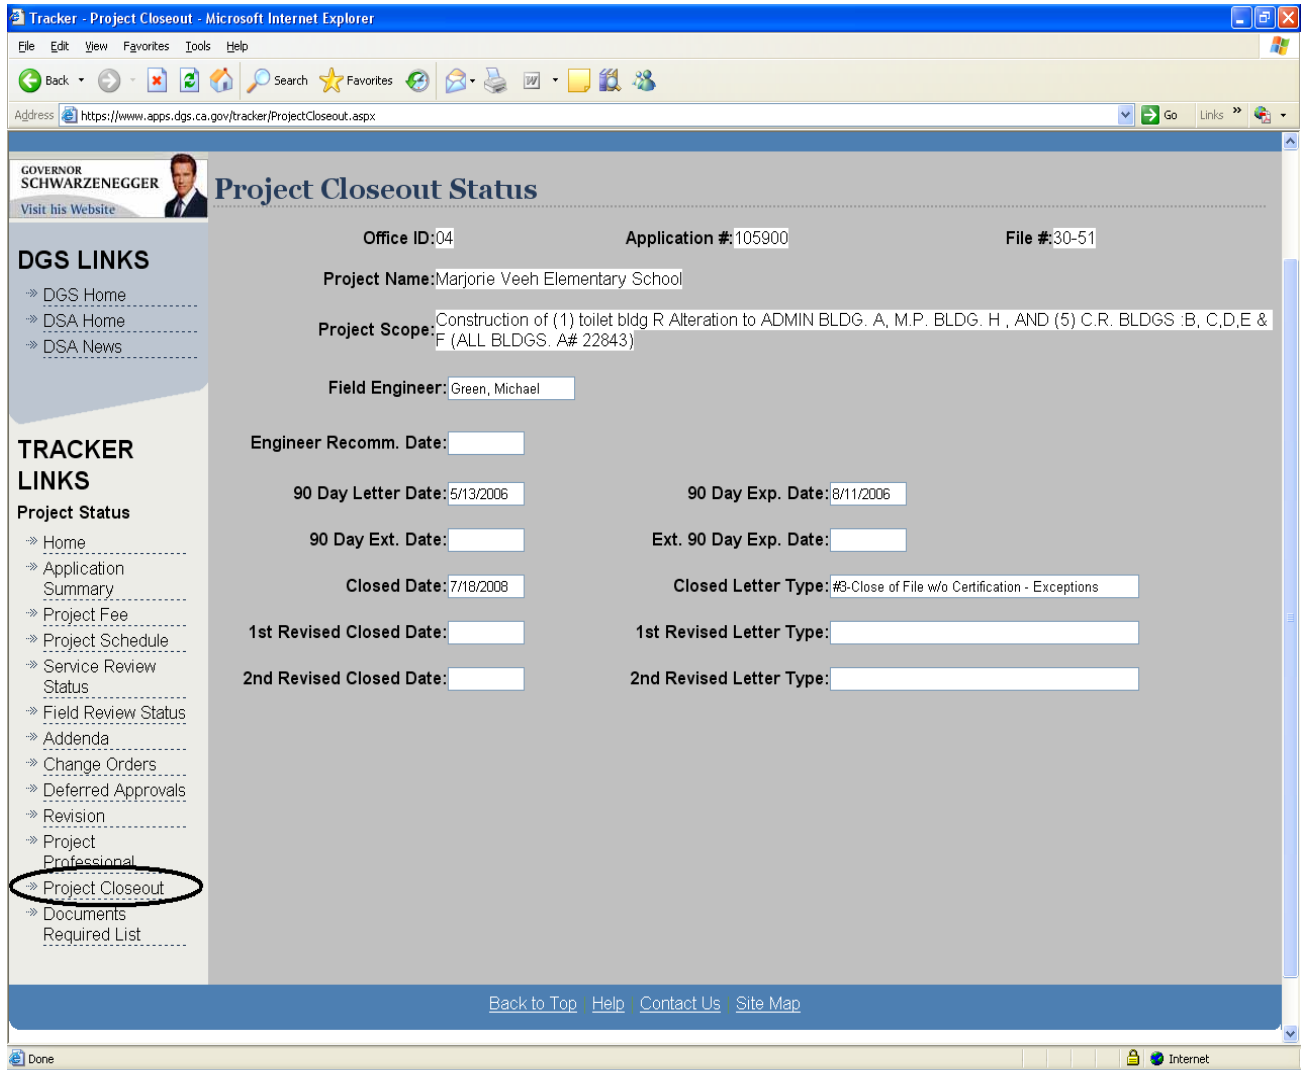 Tracker - Project Closeout - Microsoft Internet Explorer
File Edit View Favorites Tools Help
Back Search Favorites
Address https://www.apps.dgs.ca.gov/tracker/ProjectCloseout.aspx Go Links »
GOVERNOR
SCHWARZENEGGER
Visit his Website
Project Closeout Status
Office ID:04 Application #:105900 File #:30-51
Project Name:Marjorie Veeh Elementary School
Project Scope:Construction of (1) toilet bldg R Alteration to ADMIN BLDG. A, M.P. BLDG. H , AND (5) C.R. BLDGS :B, C,D,E &
F (ALL BLDGS. A# 22843)
Field Engineer:Green, Michael
Engineer Recomm. Date:
90 Day Letter Date:5/13/2006 90 Day Exp. Date:8/11/2006
90 Day Ext. Date: Ext. 90 Day Exp. Date:
Closed Date:7/18/2008 Closed Letter Type:#3-Close of File w/o Certification - Exceptions
1st Revised Closed Date: 1st Revised Letter Type:
2nd Revised Closed Date: 2nd Revised Letter Type:
DGS LINKS
DGS Home
DSA Home
DSA News
TRACKER
LINKS
Project Status
Home
Application
Summary
Project Fee
Project Schedule
Service Review
Status
Field Review Status
Addenda
Change Orders
Deferred Approvals
Revision
Project
Professional
Project Closeout
Documents
Required List
Back to Top | Help | Contact Us | Site Map
Done Internet